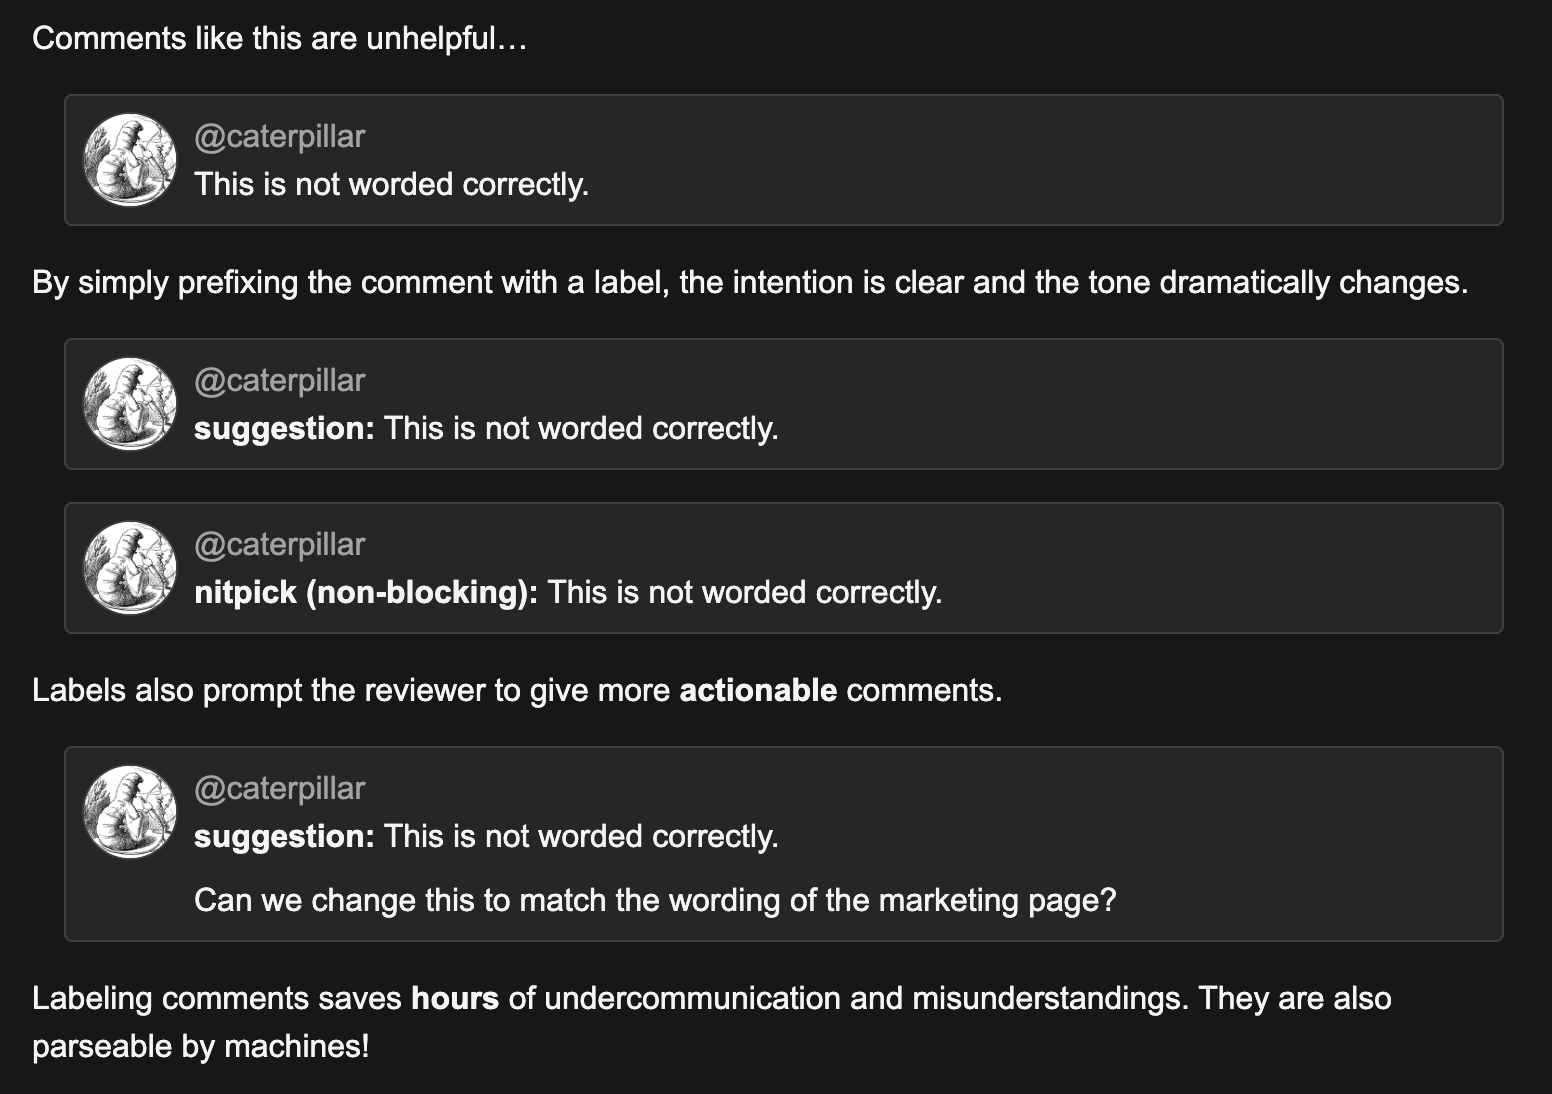 Comments like this are unhelpful…
@caterpillar
This is not worded correctly.
By simply prefixing the comment with a label, the intention is clear and the tone dramatically changes.
@caterpillar
suggestion: This is not worded correctly.
@caterpillar
nitpick (non-blocking): This is not worded correctly.
Labels also prompt the reviewer to give more actionable comments.
@caterpillar
suggestion: This is not worded correctly.
Can we change this to match the wording of the marketing page?
Labeling comments saves hours of undercommunication and misunderstandings. They are also
parseable by machines!